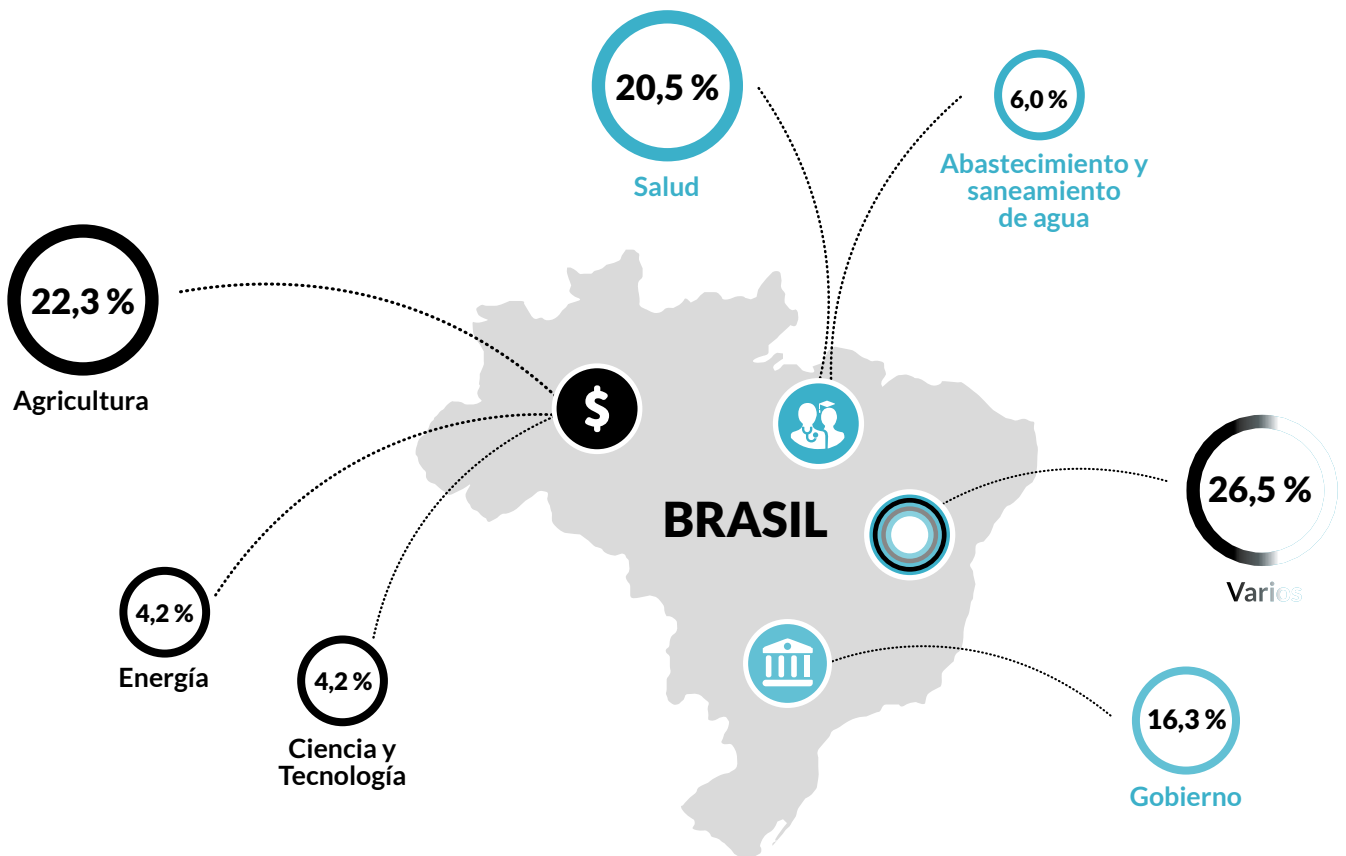 20,5 %
Salud
6,0 %
Abastecimiento y
saneamiento
de agua
22,3 %
Agricultura
$
BRASIL
26,5 %
Varios
4,2 %
Energía
4,2 %
Ciencia y
Tecnología
16,3 %
Gobierno